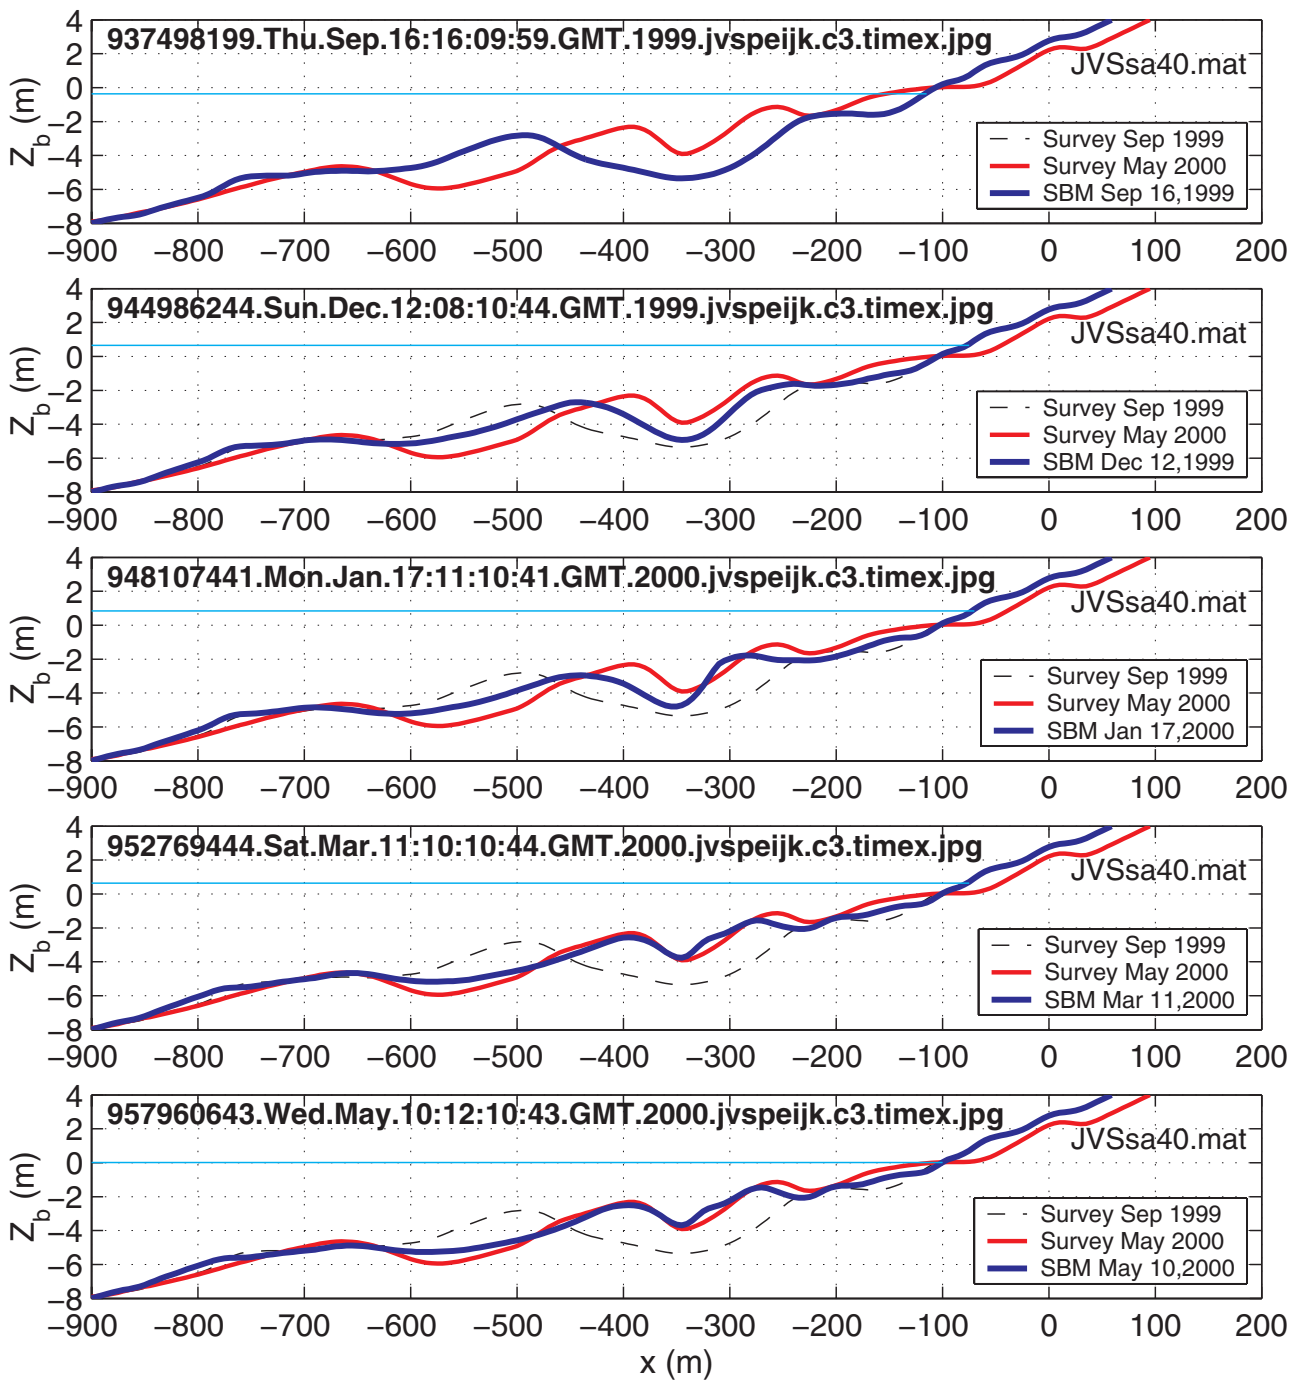 937498199.Thu.Sep.16:16:09:59.GMT.1999.jvspeijk.c3.timex.jpg
JVSsa40.mat
Z_b (m)
4
2
0
−2
−4
−6
−8
Survey Sep 1999
Survey May 2000
SBM Sep 16,1999
−900 −800 −700 −600 −500 −400 −300 −200 −100 0 100 200
944986244.Sun.Dec.12:08:10:44.GMT.1999.jvspeijk.c3.timex.jpg
JVSsa40.mat
Z_b (m)
4
2
0
−2
−4
−6
−8
Survey Sep 1999
Survey May 2000
SBM Dec 12,1999
−900 −800 −700 −600 −500 −400 −300 −200 −100 0 100 200
948107441.Mon.Jan.17:11:10:41.GMT.2000.jvspeijk.c3.timex.jpg
JVSsa40.mat
Z_b (m)
4
2
0
−2
−4
−6
−8
Survey Sep 1999
Survey May 2000
SBM Jan 17,2000
−900 −800 −700 −600 −500 −400 −300 −200 −100 0 100 200
952769444.Sat.Mar.11:10:10:44.GMT.2000.jvspeijk.c3.timex.jpg
JVSsa40.mat
Z_b (m)
4
2
0
−2
−4
−6
−8
Survey Sep 1999
Survey May 2000
SBM Mar 11,2000
−900 −800 −700 −600 −500 −400 −300 −200 −100 0 100 200
957960643.Wed.May.10:12:10:43.GMT.2000.jvspeijk.c3.timex.jpg
JVSsa40.mat
Z_b (m)
4
2
0
−2
−4
−6
−8
Survey Sep 1999
Survey May 2000
SBM May 10,2000
−900 −800 −700 −600 −500 −400 −300 −200 −100 0 100 200
x (m)